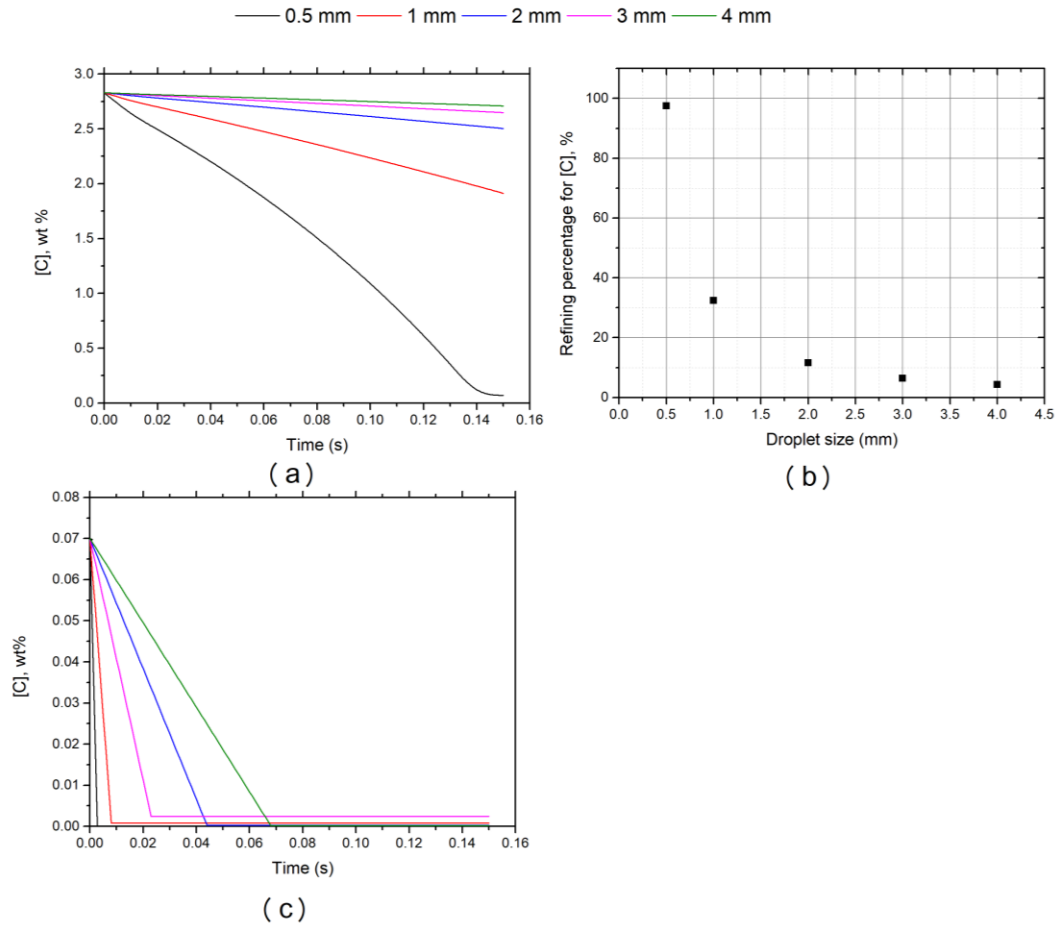 0.5 mm 1 mm 2 mm 3 mm 4 mm
3.0
2.5
2.0
1.5
1.0
0.5
0.0
[C], wt %
0.00 0.02 0.04 0.06 0.08 0.10 0.12 0.14 0.16
Time (s)
(a)
100
80
60
40
20
0
Refining percentage for [C], %
0.0 0.5 1.0 1.5 2.0 2.5 3.0 3.5 4.0 4.5
Droplet size (mm)
(b)
0.08
0.07
0.06
0.05
0.04
0.03
0.02
0.01
0.00
[C], wt%
0.00 0.02 0.04 0.06 0.08 0.10 0.12 0.14 0.16
Time (s)
(c)